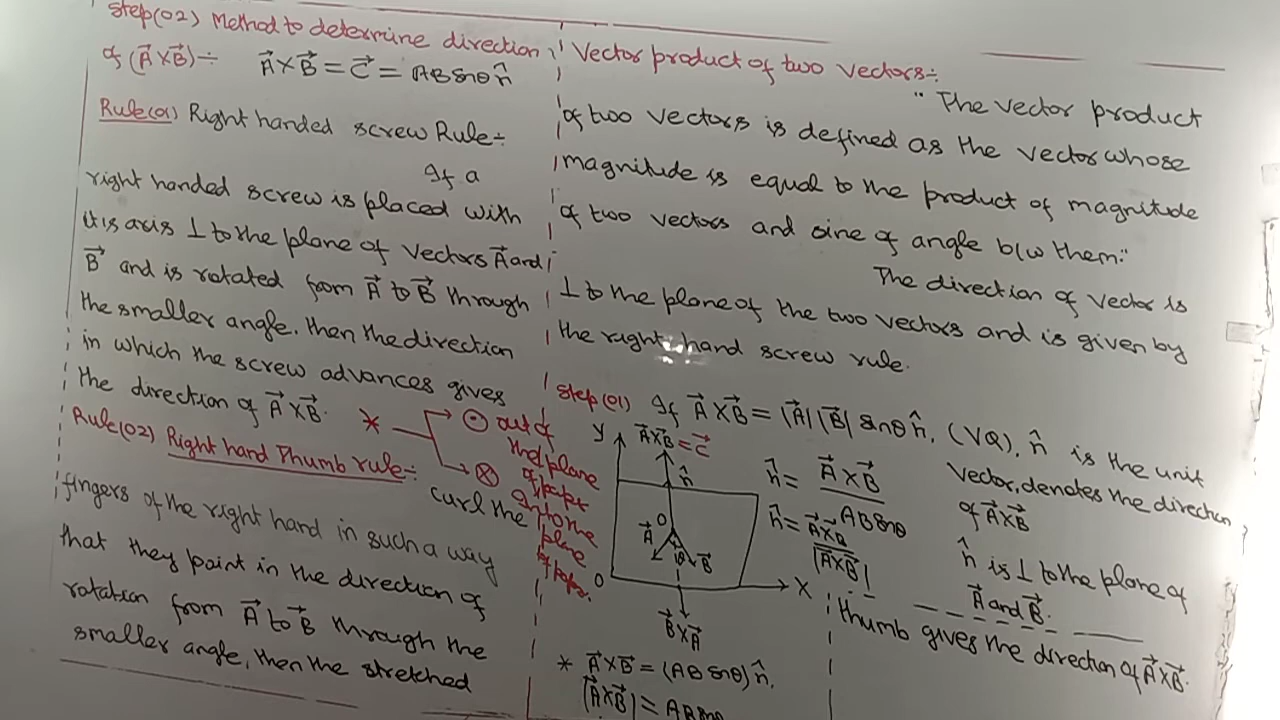 Vector product of two vectors:-
"The vector product
of two vectors is defined as the vector whose
magnitude is equal to the product of magnitude
of two vectors and sine of angle b/w them:"
The direction of vector is
⊥ to the plane of the two vectors and is given by
the right hand screw rule.
Step(01) If A⃗×B⃗ = |A⃗| |B⃗| sinθ n̂, (VQ), n̂ is the unit
vector, denotes the direction
of A⃗×B⃗
n̂ is ⊥ to the plane of
A⃗ and B⃗.
n̂ = A⃗×B⃗ / AB sinθ
n̂ = A⃗×B⃗ / |A⃗×B⃗|
Y
A⃗×B⃗ = C⃗
n̂
O
A⃗
θ
B⃗
O
X
B⃗×A⃗
* A⃗×B⃗ = (AB sinθ) n̂.
|A⃗×B⃗| = AB sinθ
Step(02) Method to determine direction
of (A⃗×B⃗) ÷ A⃗×B⃗ = C⃗ = AB sinθ n̂
Rule(01) Right handed screw Rule÷
If a
right handed screw is placed with
it is axis ⊥ to the plane of vectors A⃗ and
B⃗ and is rotated from A⃗ to B⃗ through
the smaller angle, then the direction
in which the screw advances gives
the direction of A⃗×B⃗.
* ⊙ out of
the plane
of paper
⊗ into the
plane
of paper.
Rule(02) Right hand Thumb rule:-
curl the
fingers of the right hand in such a way
that they point in the direction of
rotation from A⃗ to B⃗ through the
smaller angle, then the stretched
thumb gives the direction of A⃗×B⃗.